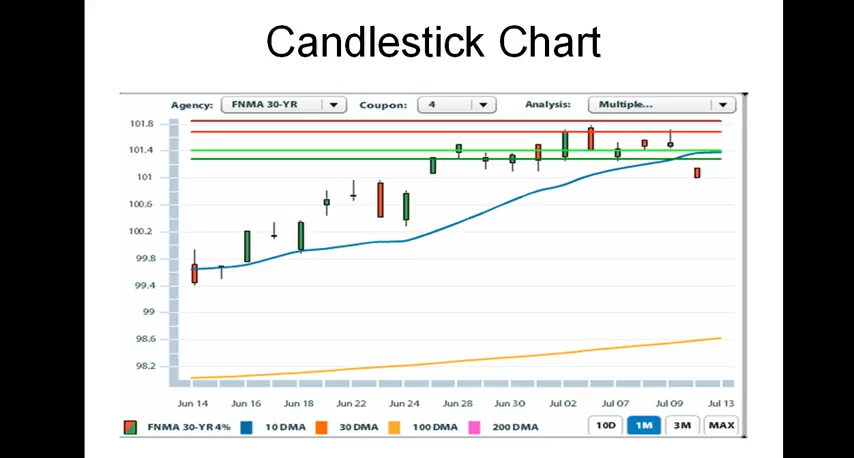 Candlestick Chart
Agency: FNMA 30-YR Coupon: 4 Analysis: Multiple...
101.8
101.4
101
100.6
100.2
99.8
99.4
99
98.6
98.2
Jun 14 Jun 16 Jun 18 Jun 22 Jun 24 Jun 28 Jun 30 Jul 02 Jul 07 Jul 09 Jul 13
FNMA 30-YR 4% 10 DMA 30 DMA 100 DMA 200 DMA 10D 1M 3M MAX